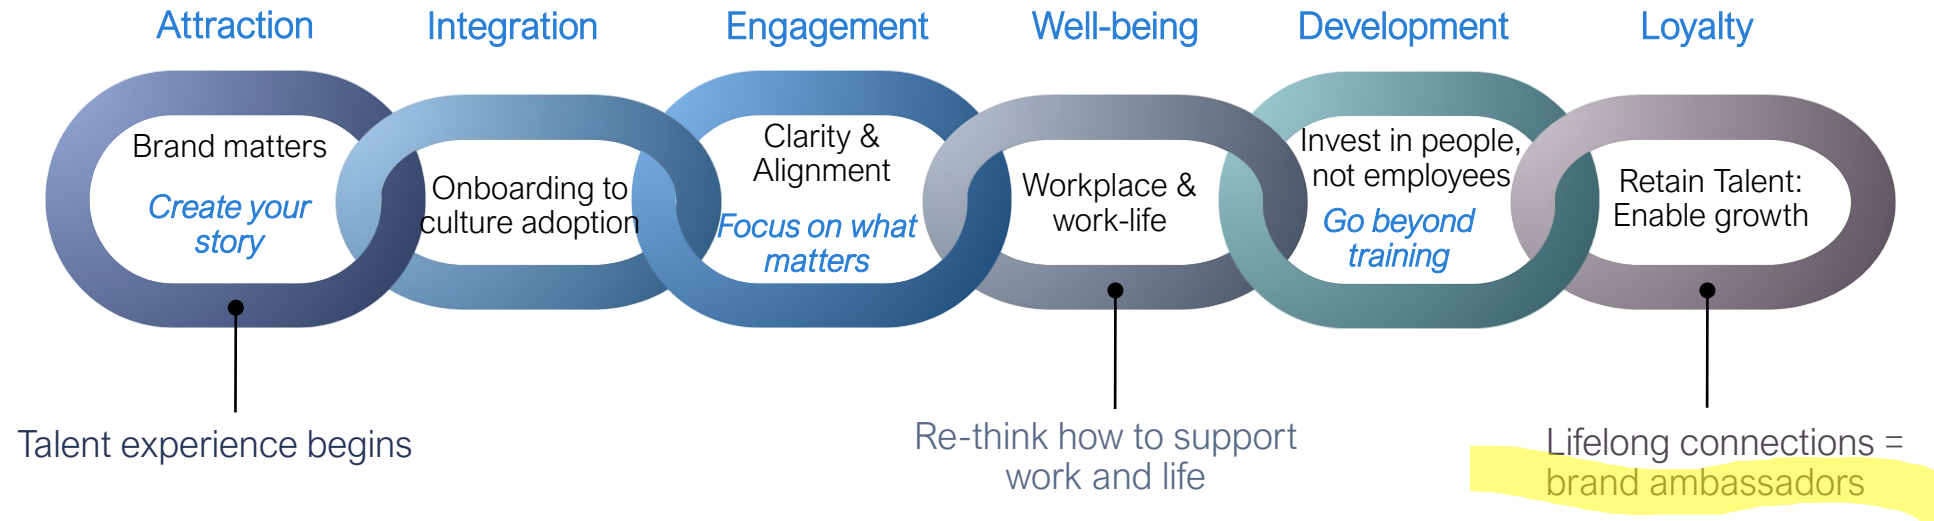 Attraction
Integration
Engagement
Well-being
Development
Loyalty
Brand matters
Create your
story
Onboarding to
culture adoption
Clarity &
Alignment
Focus on what
matters
Workplace &
work-life
Invest in people,
not employees
Go beyond
training
Retain Talent:
Enable growth
Talent experience begins
Re-think how to support
work and life
Lifelong connections =
brand ambassadors